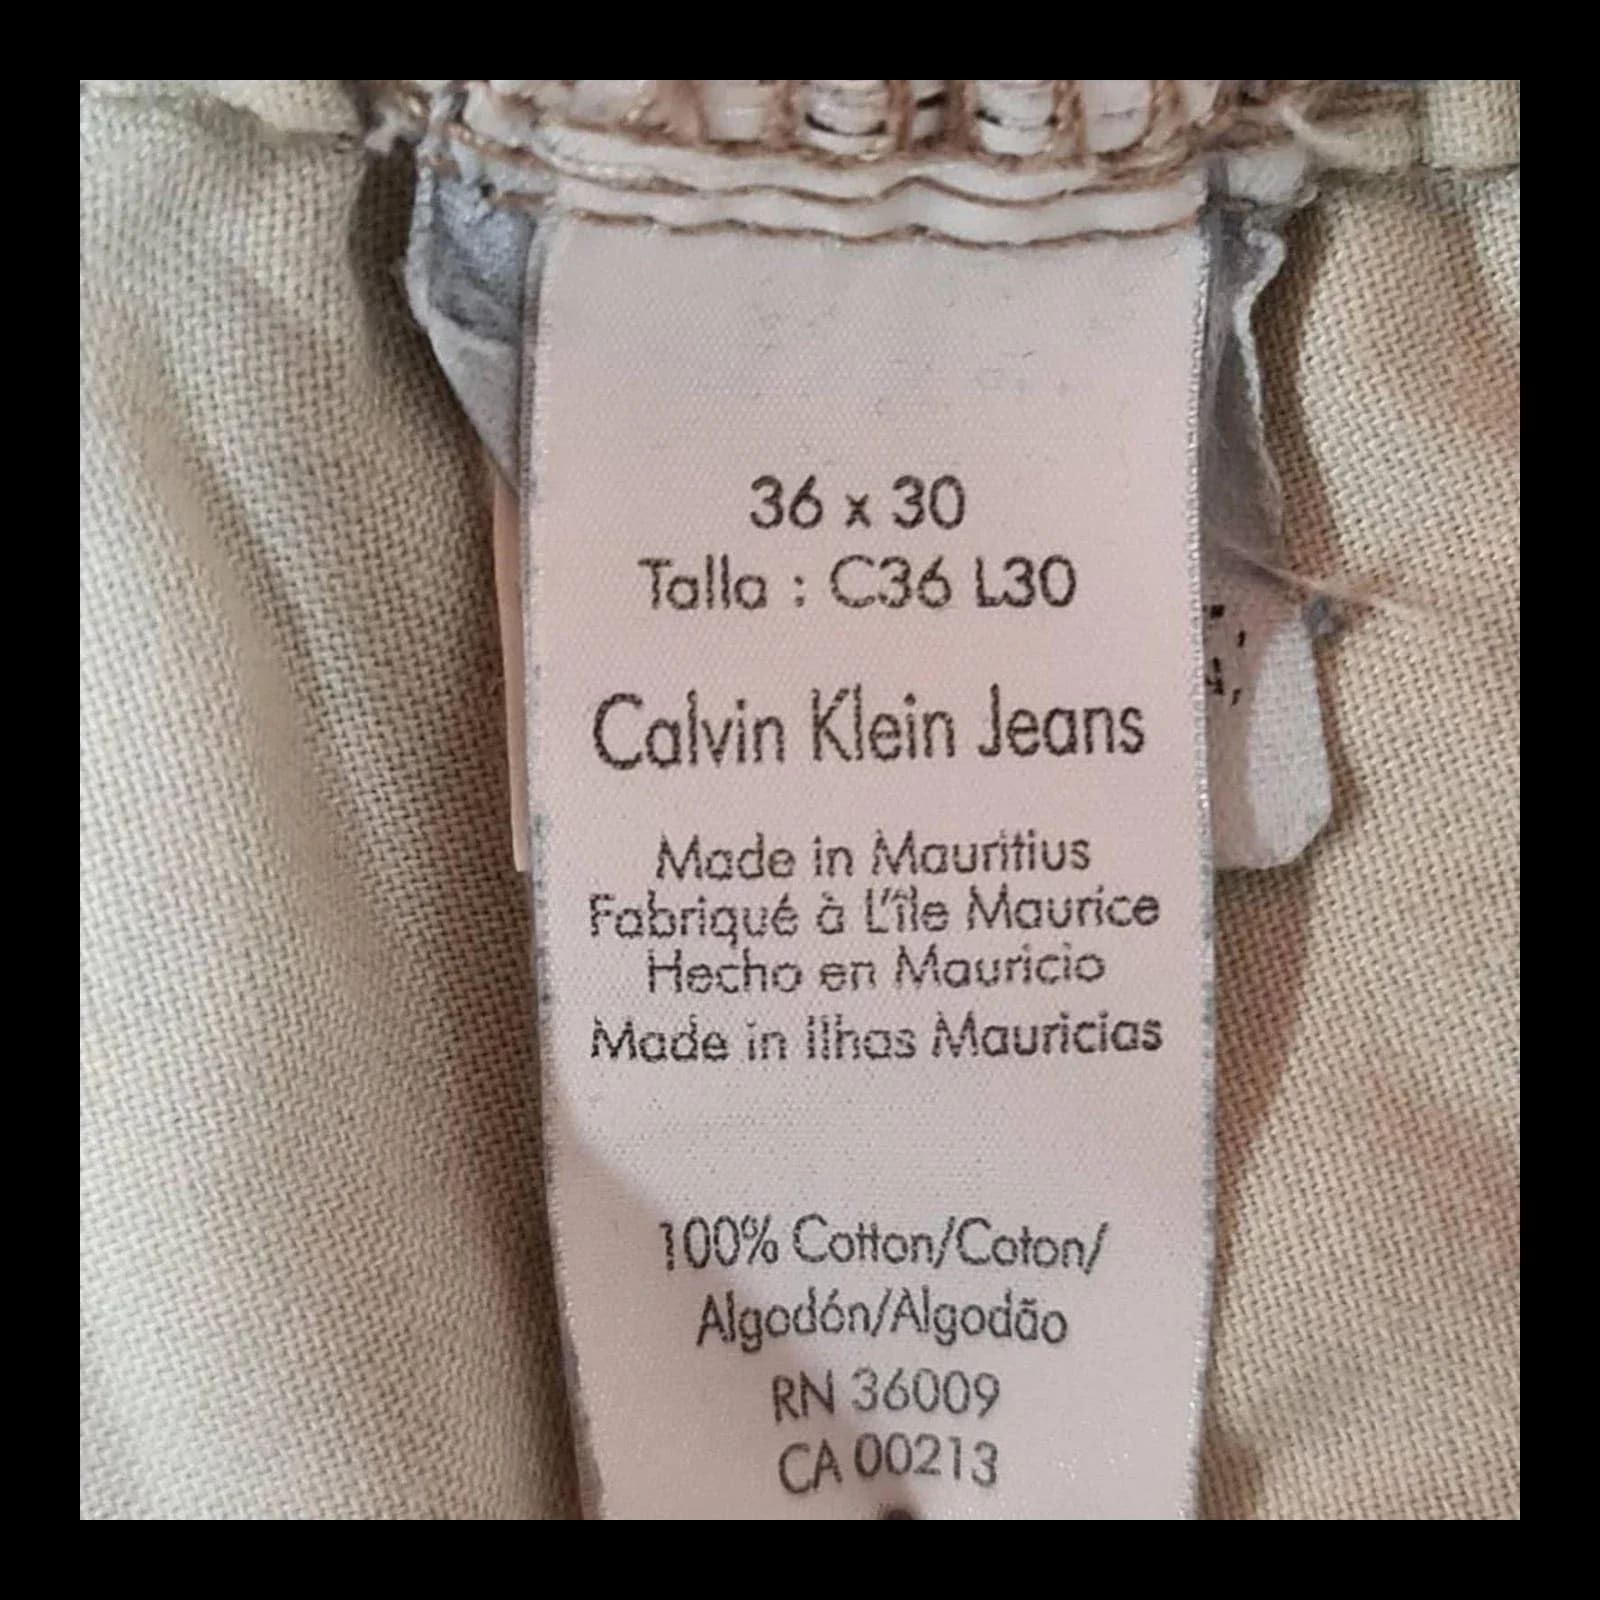 36 x 30
Talla : C36 L30
Calvin Klein Jeans
Made in Mauritius
Fabriqué à L'île Maurice
Hecho en Mauricio
Made in Ilhas Mauricias
100% Cotton/Coton/
Algodón/Algodão
RN 36009
CA 00213